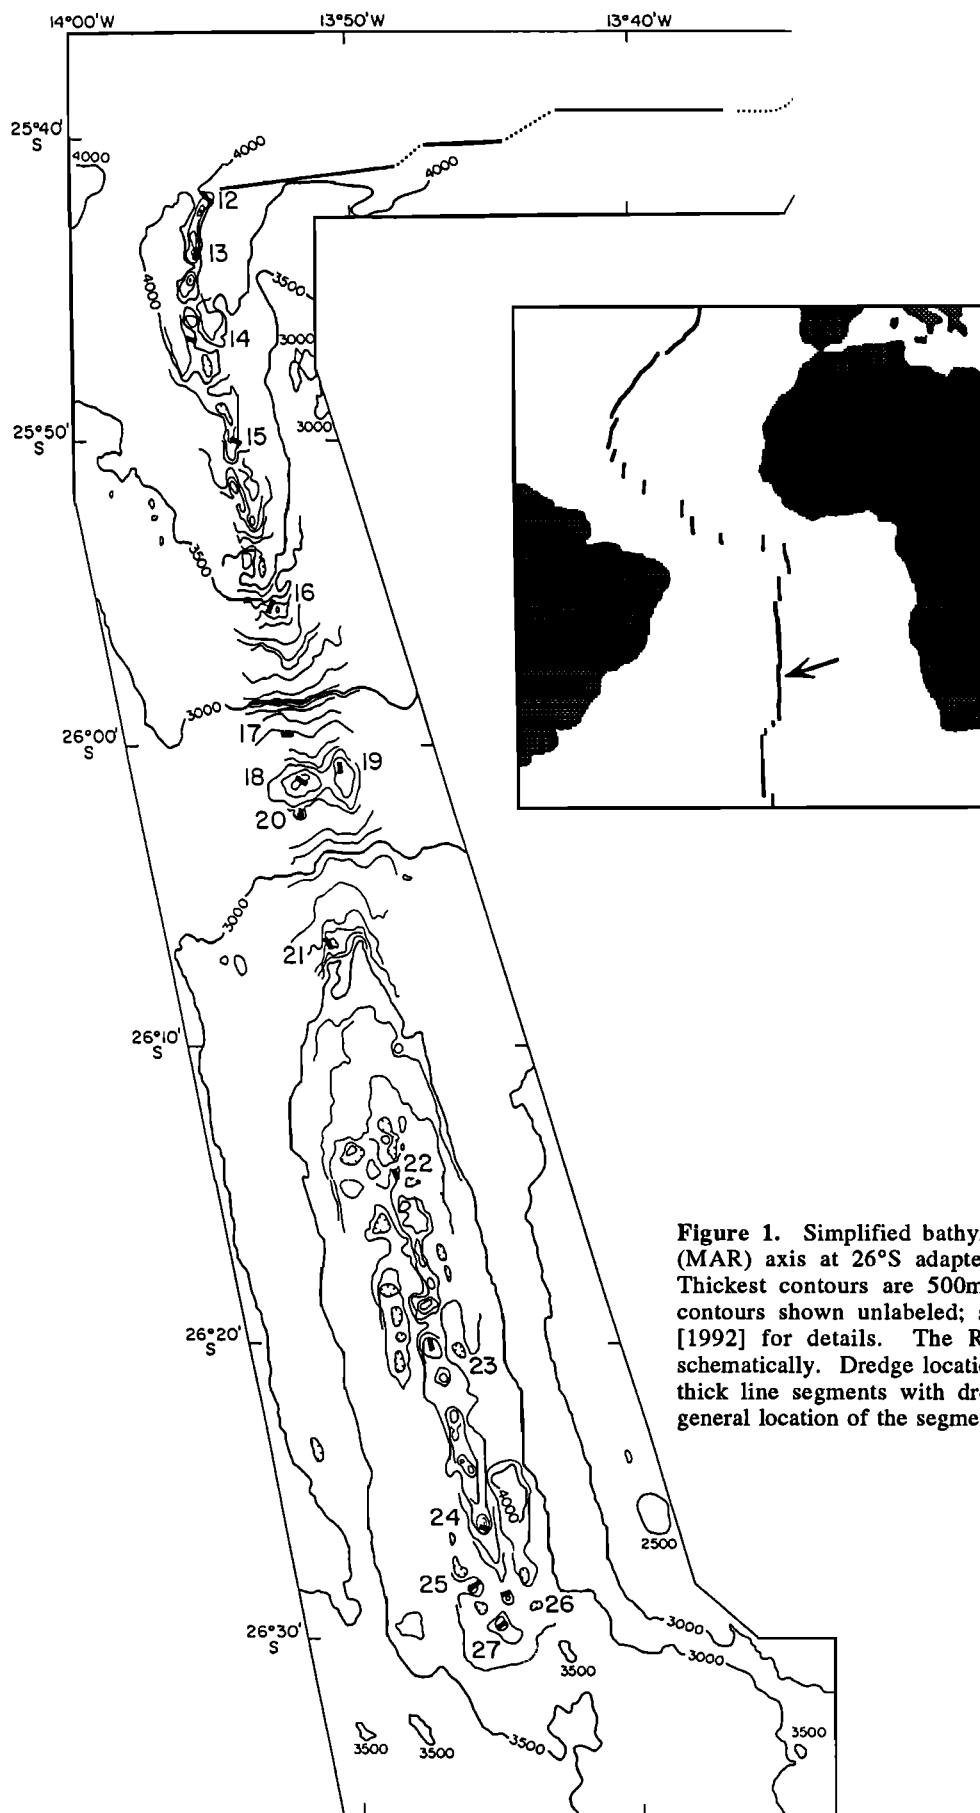 14°00'W
13°50'W
13°40'W
25°40'
S
4000
4000
4000
12
13
4000
3500
14
3000
3000
25°50'
S
15
3500
16
3000
17
26°00'
S
18
19
20
3000
21
26°10'
S
22
26°20'
S
23
4000
24
2500
25
26
26°30'
S
27
3000
3000
3500
3500
3500
3500
3500
Figure 1. Simplified bathy
(MAR) axis at 26°S adapte
Thickest contours are 500m
contours shown unlabeled; s
[1992] for details. The R
schematically. Dredge locatio
thick line segments with dr
general location of the segme